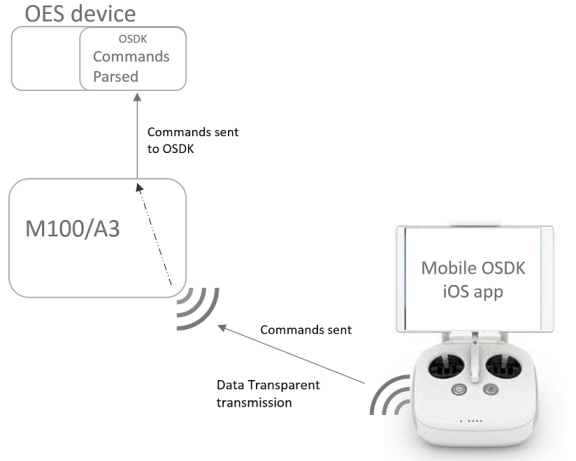 OES device
OSDK
Commands
Parsed
Commands sent
to OSDK
M100/A3
Mobile OSDK
iOS app
Commands sent
Data Transparent
transmission